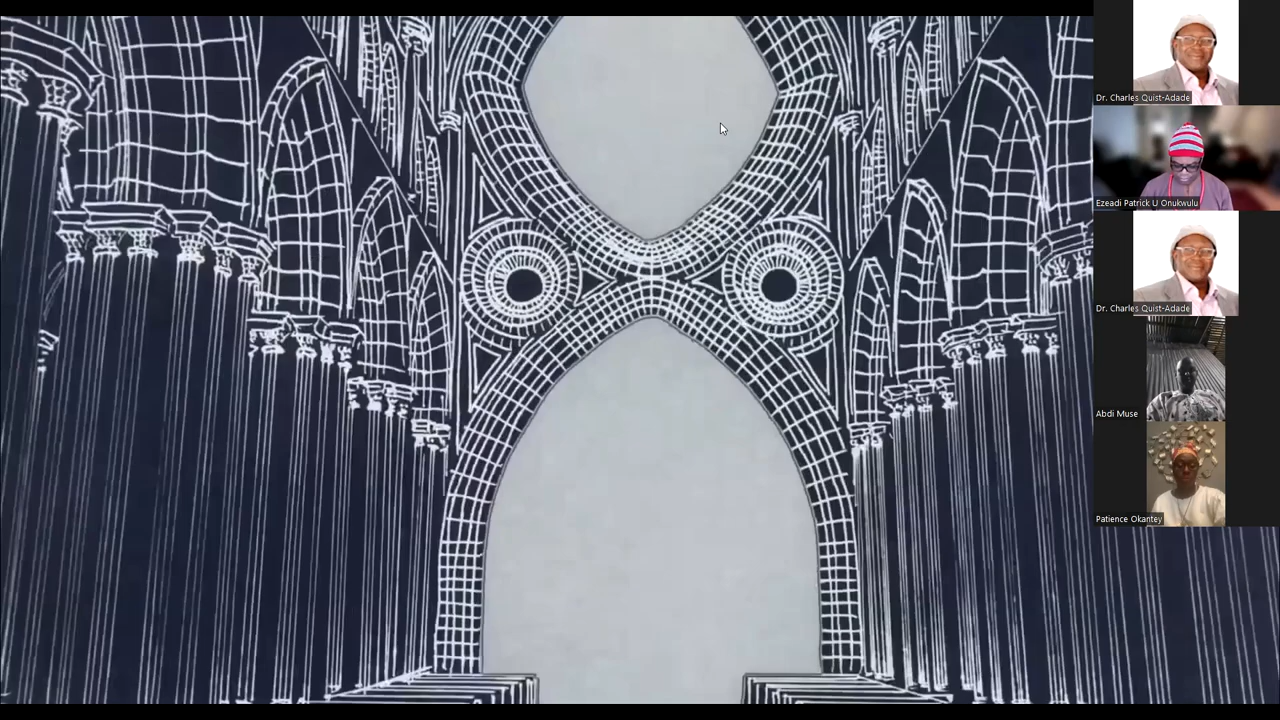 Dr. Charles Quist-Adade
Ezeadi Patrick U Onukwulu
Dr. Charles Quist-Adade
Abdi Muse
Patience Okantey